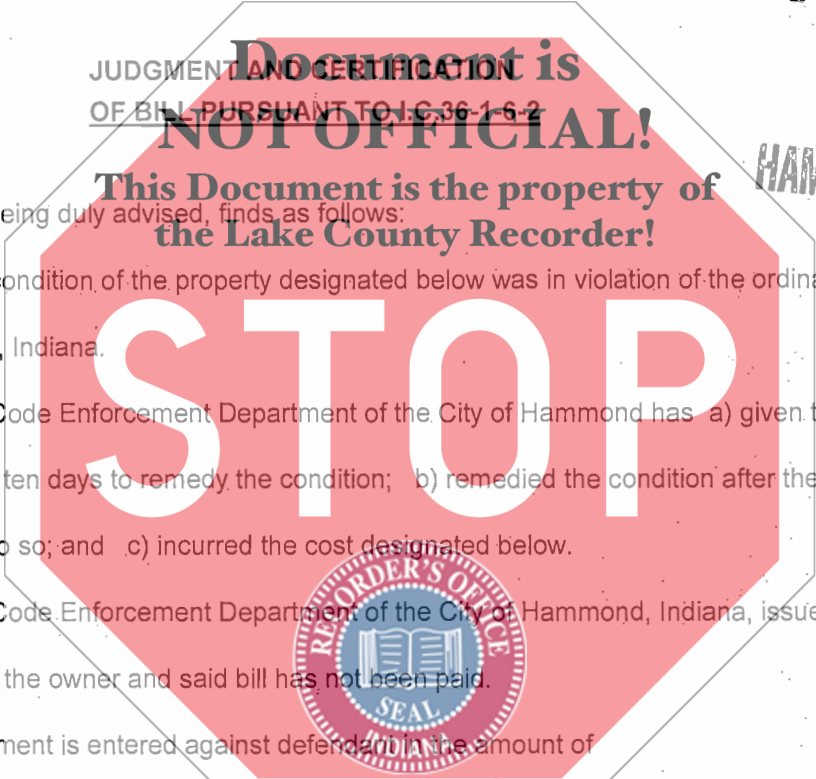 Document is
JUDGMENT AND CERTIFICATION
OF BILL PURSUANT TO I.C.36-1-6-2
NOT OFFICIAL!
HAM
This Document is the property of
eing duly advised, finds as follows:
the Lake County Recorder!
ondition of the property designated below was in violation of the ordina
, Indiana.
STOP
ode Enforcement Department of the City of Hammond has a) given t
ten days to remedy the condition; b) remedied the condition after the
o so; and c) incurred the cost designated below.
RECORDER'S OFFICE
ode Enforcement Department of the City of Hammond, Indiana, issue
the owner and said bill has not been paid.
SEAL
INDIANA
ment is entered against defendant in the amount of